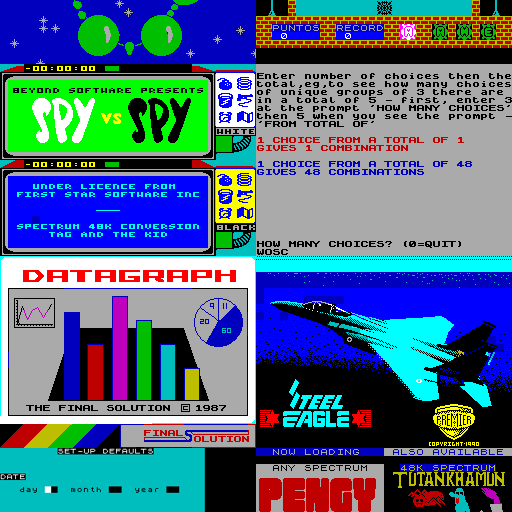 -00:00:00
BEYOND SOFTWARE PRESENTS
SPY VS SPY
WHITE
-00:00:00
UNDER LICENCE FROM
FIRST STAR SOFTWARE INC
SPECTRUM 48K CONVERSION
TAG AND THE KID
BLACK
PUNTOS RECORD
0 0
Enter number of choices then the
total,eg,to see how many choices
of unique groups of 3 there are
in a total of 5 - first, enter 3
at the prompt 'HOW MANY CHOICES'
then 5 when you see the prompt -
'FROM TOTAL OF'
1 CHOICE FROM A TOTAL OF 1
GIVES 1 COMBINATION
1 CHOICE FROM A TOTAL OF 48
GIVES 48 COMBINATIONS
HOW MANY CHOICES? (0=QUIT)
WOSC
DATAGRAPH
9 11
20 60
THE FINAL SOLUTION © 1987
FINAL SOLUTION
SET-UP DEFAULTS
DATE
day month year
STEEL EAGLE
PREMIER
COPYRIGHT-1990
NOW LOADING ALSO AVAILABLE
ANY SPECTRUM 48K SPECTRUM
PENGY TUTANKHAMUN